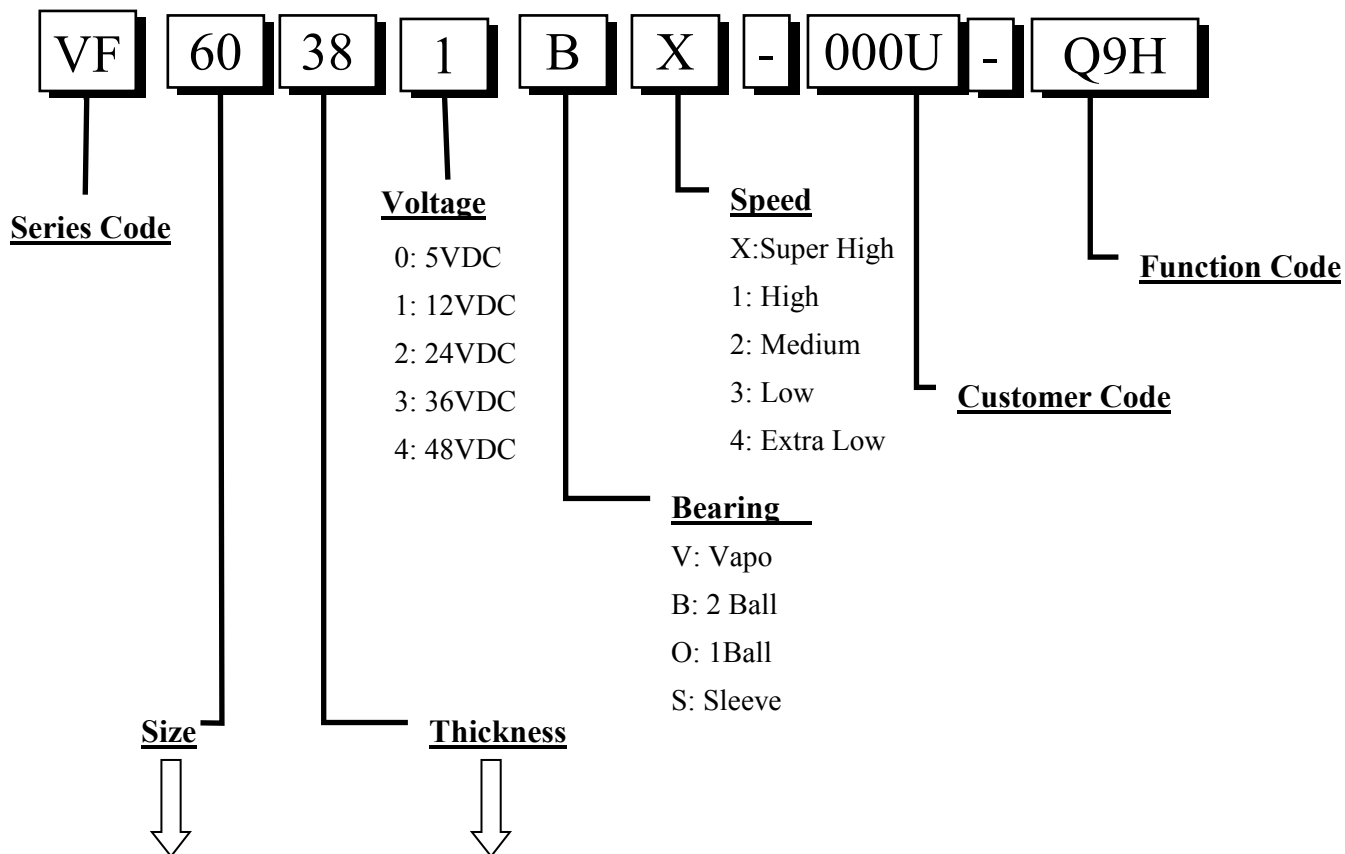 VF 60 38 1 B X - 000U - Q9H
Series Code
Voltage
0: 5VDC
1: 12VDC
2: 24VDC
3: 36VDC
4: 48VDC
Speed
X:Super High
1: High
2: Medium
3: Low
4: Extra Low
Function Code
Customer Code
Bearing
V: Vapo
B: 2 Ball
O: 1Ball
S: Sleeve
Size
Thickness